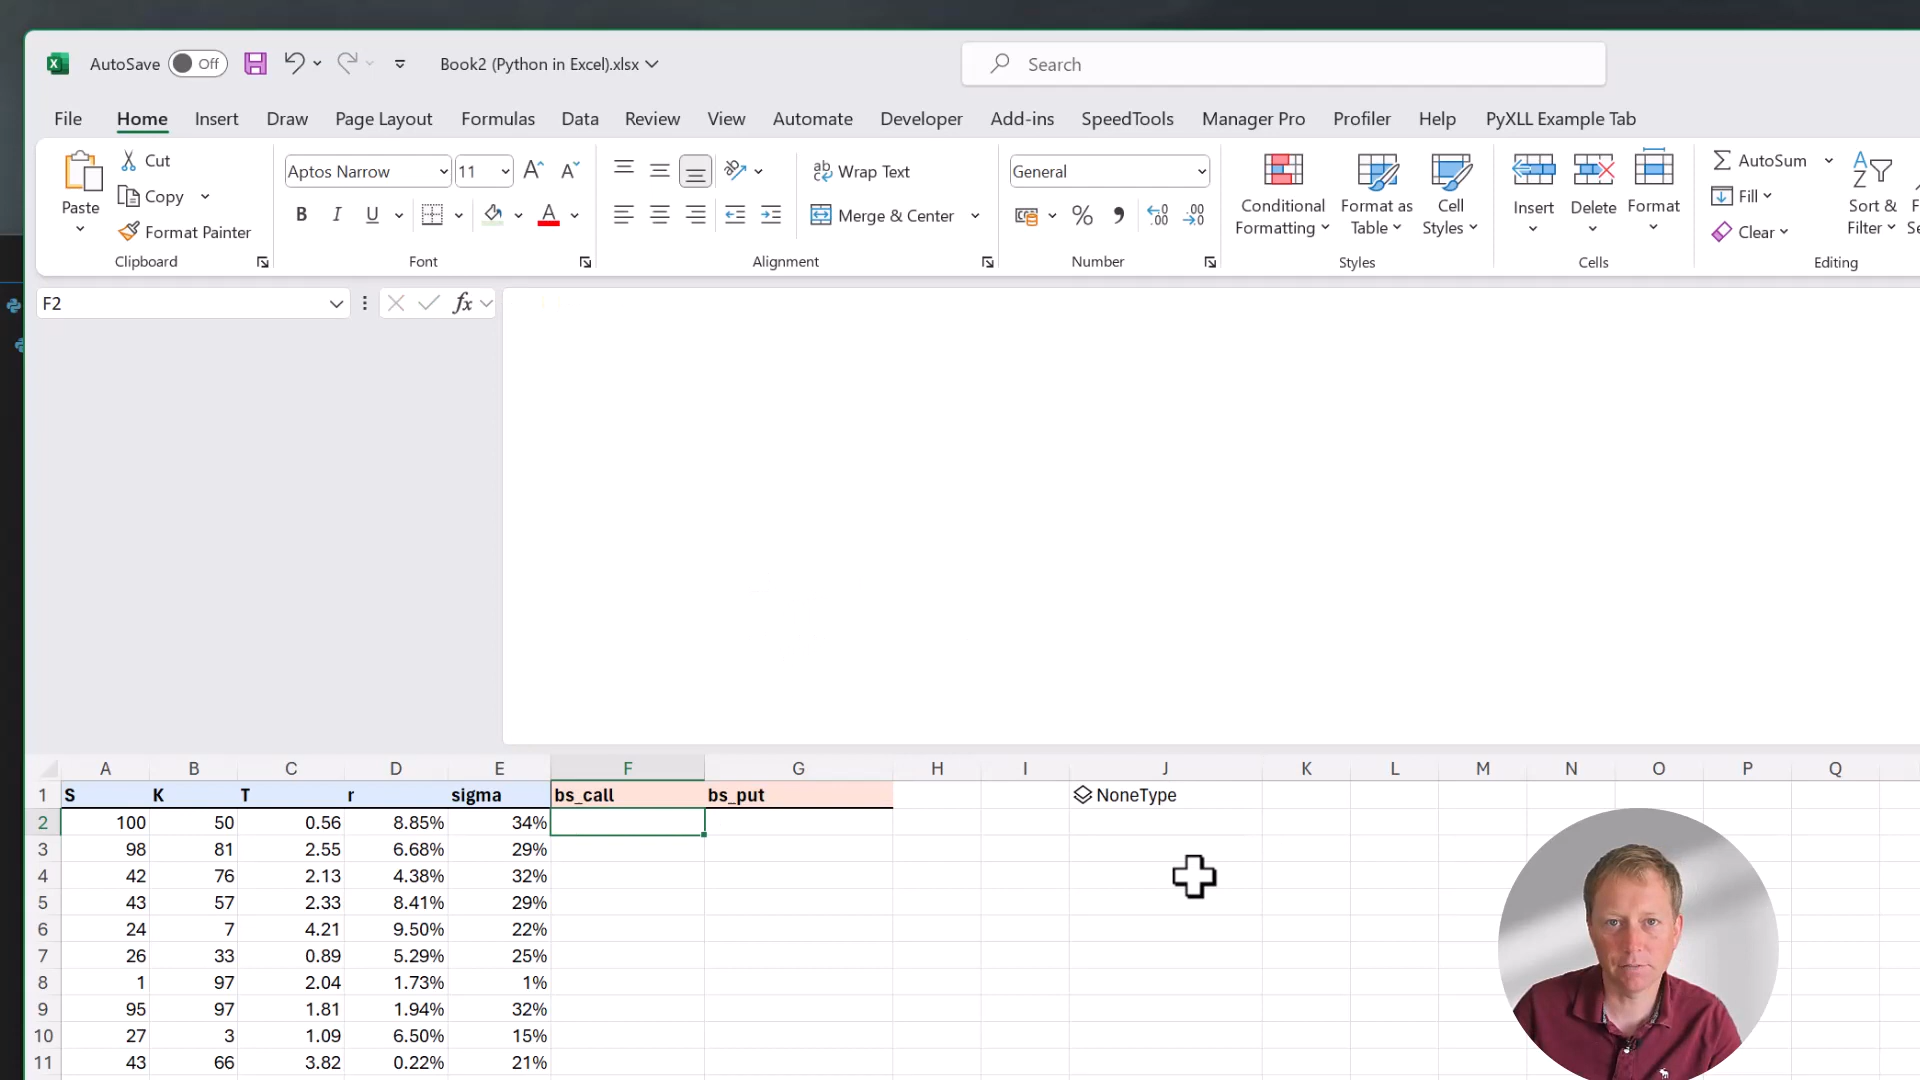 AutoSave Off Book2 (Python in Excel).xlsx Search
File Home Insert Draw Page Layout Formulas Data Review View Automate Developer Add-ins SpeedTools Manager Pro Profiler Help PyXLL Example Tab
Paste
Cut
Copy
Format Painter
Clipboard
Aptos Narrow 11
B I U A
Font
Wrap Text
Merge & Center
Alignment
General
% , .00 .00
Number
Conditional Formatting
Format as Table
Cell Styles
Styles
Insert Delete Format
Cells
AutoSum
Fill
Clear
Sort & Filter
Editing
F2 fx
A B C D E F G H I J K L M N O P Q
1 S K T r sigma bs_call bs_put NoneType
2 100 50 0.56 8.85% 34%
3 98 81 2.55 6.68% 29%
4 42 76 2.13 4.38% 32%
5 43 57 2.33 8.41% 29%
6 24 7 4.21 9.50% 22%
7 26 33 0.89 5.29% 25%
8 1 97 2.04 1.73% 1%
9 95 97 1.81 1.94% 32%
10 27 3 1.09 6.50% 15%
11 43 66 3.82 0.22% 21%